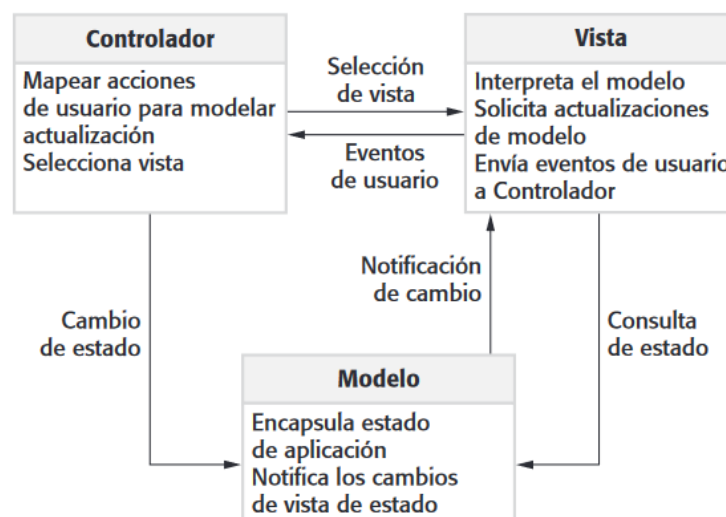 Controlador
Mapear acciones
de usuario para modelar
actualización
Selecciona vista
Selección
de vista
Eventos
de usuario
Vista
Interpreta el modelo
Solicita actualizaciones
de modelo
Envía eventos de usuario
a Controlador
Cambio
de estado
Notificación
de cambio
Consulta
de estado
Modelo
Encapsula estado
de aplicación
Notifica los cambios
de vista de estado